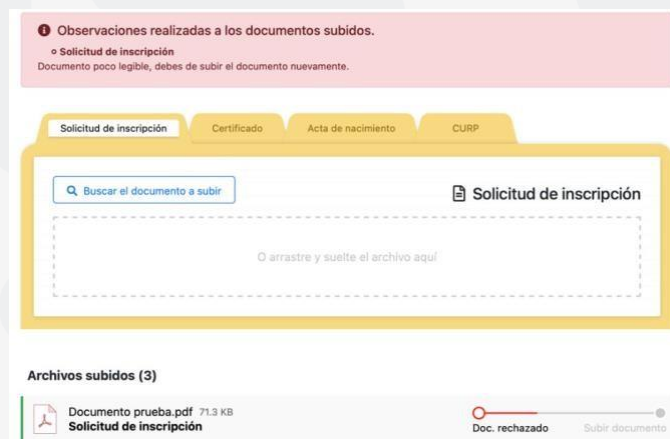 Observaciones realizadas a los documentos subidos.
Solicitud de inscripción
Documento poco legible, debes de subir el documento nuevamente.
Solicitud de inscripción Certificado Acta de nacimiento CURP
Buscar el documento a subir Solicitud de inscripción
O arrastre y suelte el archivo aquí
Archivos subidos (3)
Documento prueba.pdf 71.3 KB
Solicitud de inscripción Doc. rechazado Subir documento